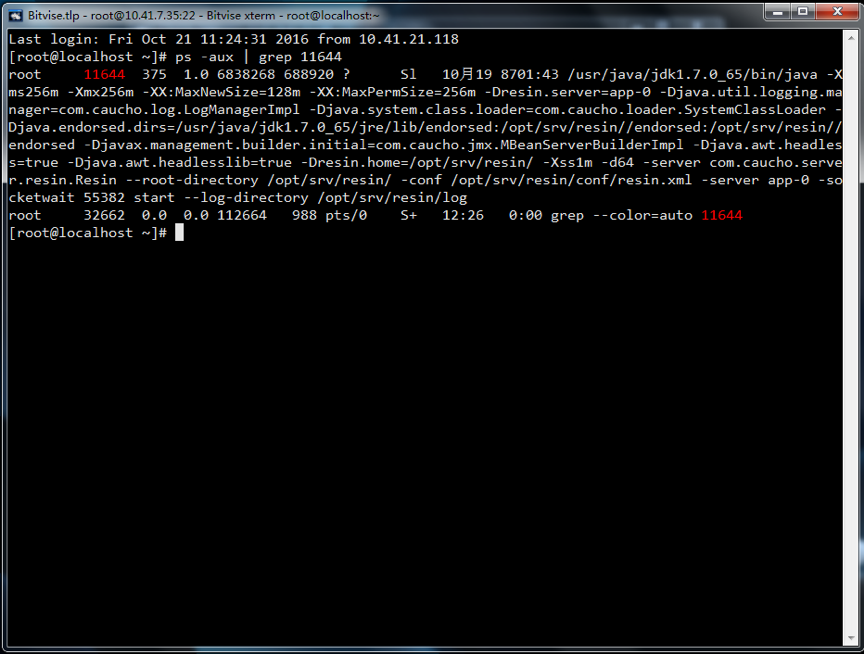 Bitvise.tlp - root@10.41.7.35:22 - Bitvise xterm - root@localhost:~
Last login: Fri Oct 21 11:24:31 2016 from 10.41.21.118
[root@localhost ~]# ps -aux | grep 11644
root     11644  375  1.0 6838268 688920 ?      Sl   10月19 8701:43 /usr/java/jdk1.7.0_65/bin/java -X
ms256m -Xmx256m -XX:MaxNewSize=128m -XX:MaxPermSize=256m -Dresin.server=app-0 -Djava.util.logging.ma
nager=com.caucho.log.LogManagerImpl -Djava.system.class.loader=com.caucho.loader.SystemClassLoader -
Djava.endorsed.dirs=/usr/java/jdk1.7.0_65/jre/lib/endorsed:/opt/srv/resin//endorsed:/opt/srv/resin//
endorsed -Djavax.management.builder.initial=com.caucho.jmx.MBeanServerBuilderImpl -Djava.awt.headles
s=true -Djava.awt.headlesslib=true -Dresin.home=/opt/srv/resin/ -Xss1m -d64 -server com.caucho.serve
r.resin.Resin --root-directory /opt/srv/resin/ -conf /opt/srv/resin/conf/resin.xml -server app-0 -so
cketwait 55382 start --log-directory /opt/srv/resin/log
root     32662  0.0  0.0 112664   988 pts/0    S+   12:26   0:00 grep --color=auto 11644
[root@localhost ~]#